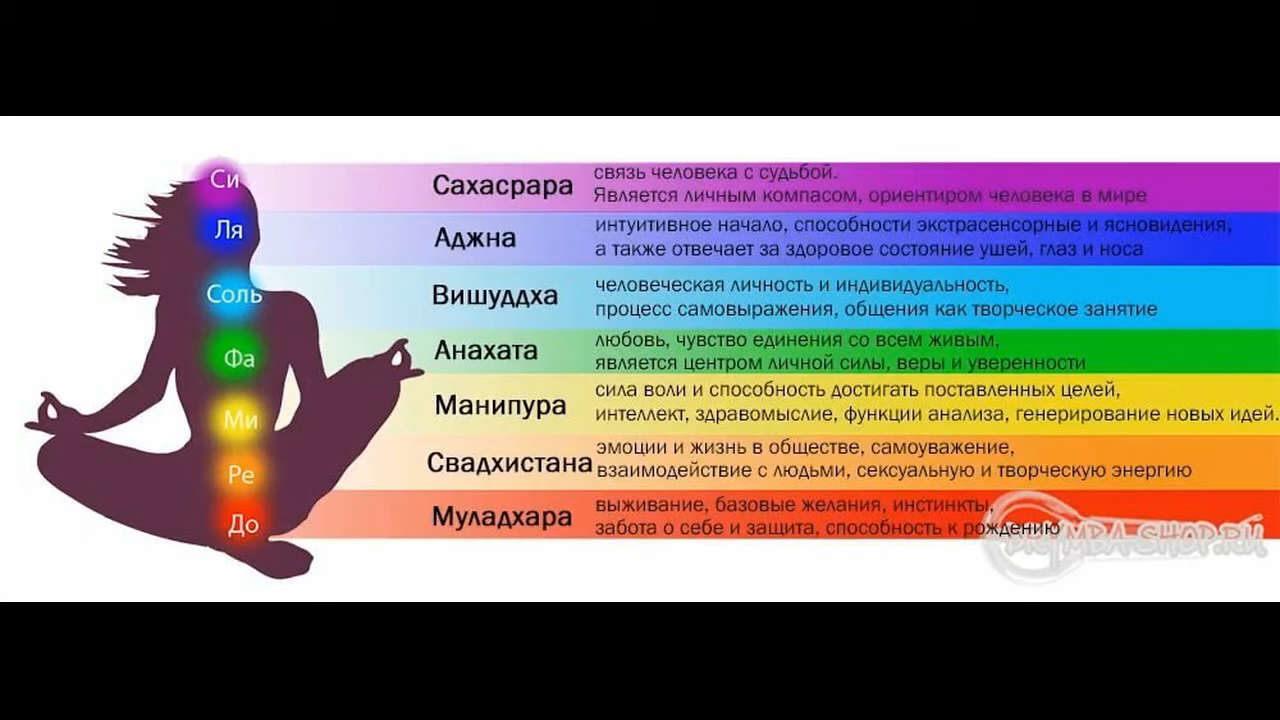 Си
Сахасрара
связь человека с судьбой.
Является личным компасом, ориентиром человека в мире
Ля
Аджна
интуитивное начало, способности экстрасенсорные и ясновидения,
а также отвечает за здоровое состояние ушей, глаз и носа
Соль
Вишуддха
человеческая личность и индивидуальность,
процесс самовыражения, общения как творческое занятие
Фа
Анахата
любовь, чувство единения со всем живым,
является центром личной силы, веры и уверенности
Ми
Манипура
сила воли и способность достигать поставленных целей,
интеллект, здравомыслие, функции анализа, генерирование новых идей.
Ре
Свадхистана
эмоции и жизнь в обществе, самоуважение,
взаимодействие с людьми, сексуальную и творческую энергию
До
Муладхара
выживание, базовые желания, инстинкты,
забота о себе и защита, способность к рождению